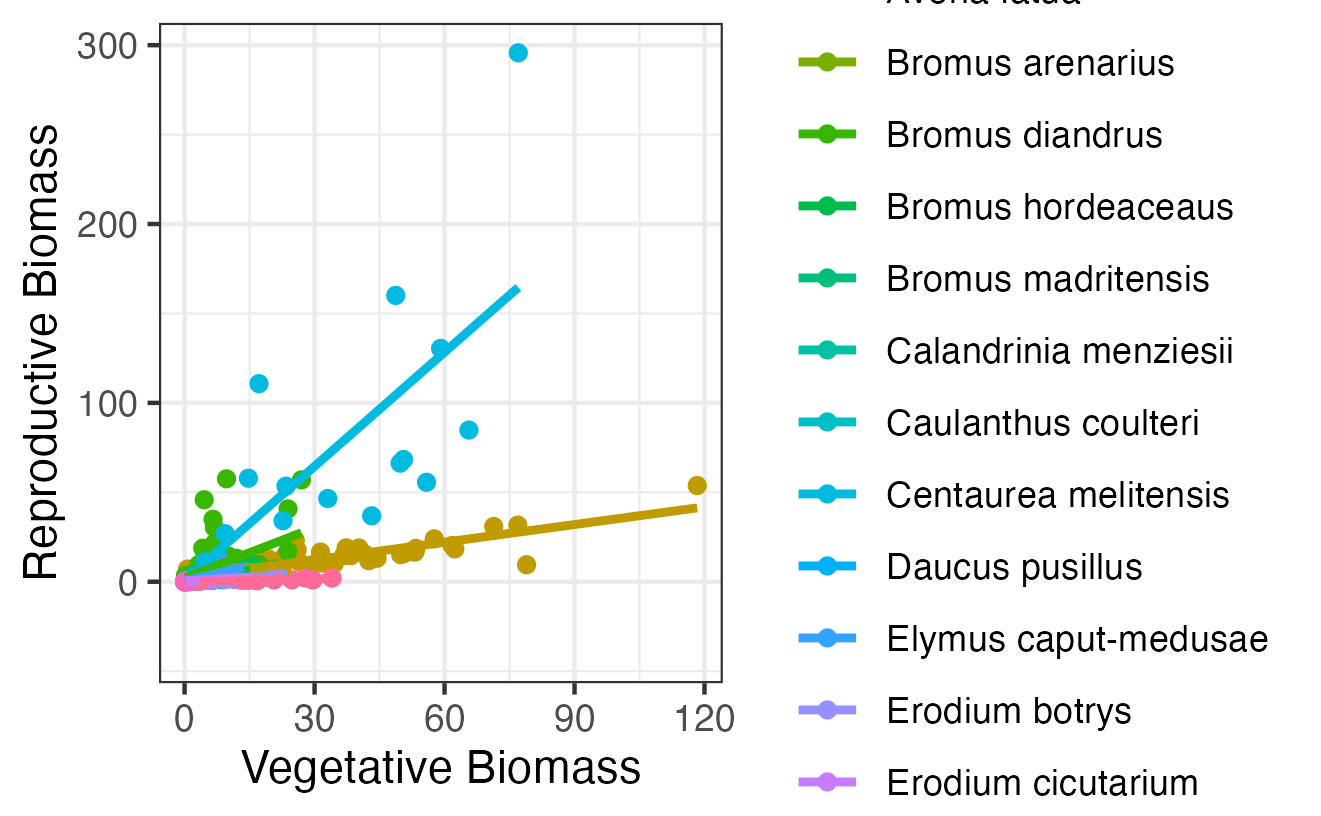 300
200
100
0
0 30 60 90 120
Vegetative Biomass
Reproductive Biomass
Bromus arenarius
Bromus diandrus
Bromus hordeaceaus
Bromus madritensis
Calandrinia menziesii
Caulanthus coulteri
Centaurea melitensis
Daucus pusillus
Elymus caput-medusae
Erodium botrys
Erodium cicutarium